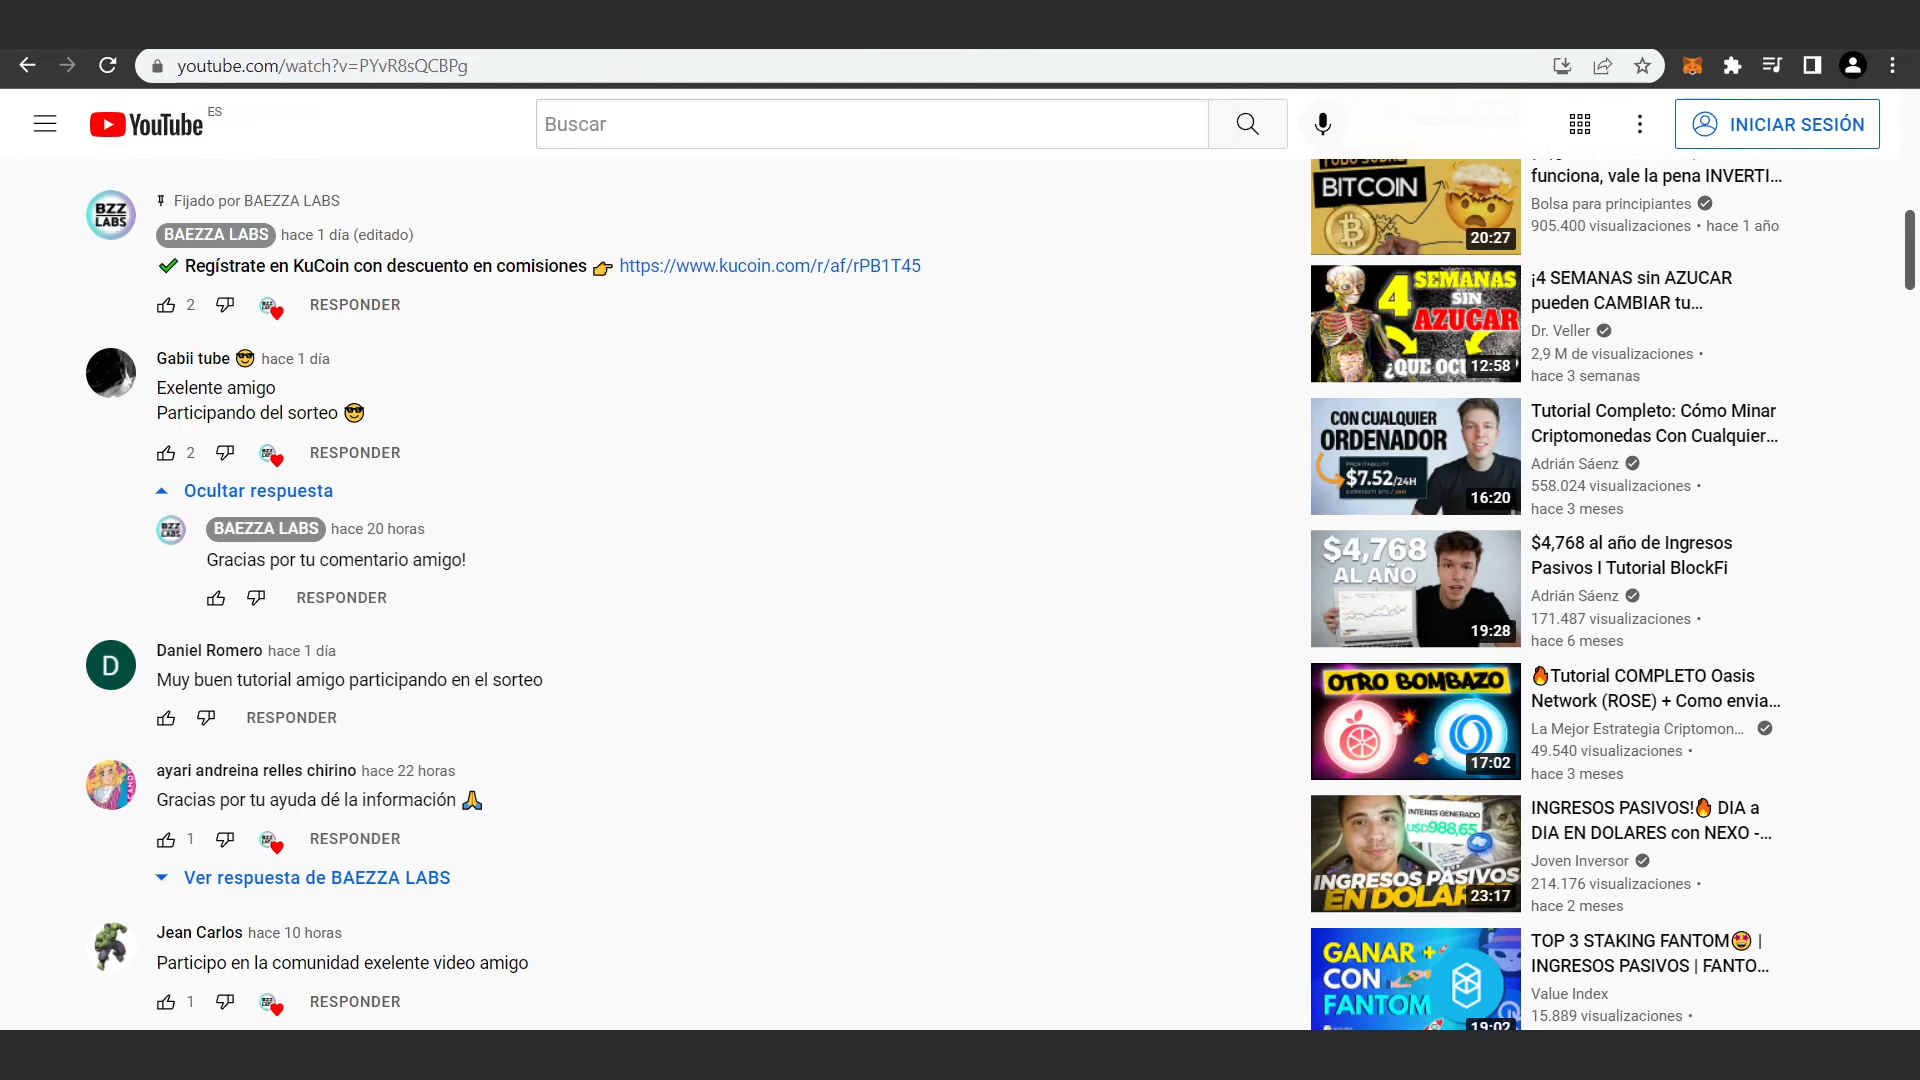 youtube.com/watch?v=PYvR8sQCBPg
YouTube ES
Buscar
INICIAR SESIÓN
Fijado por BAEZZA LABS
BZZ
LABS
BAEZZA LABS hace 1 día (editado)
✔ Regístrate en KuCoin con descuento en comisiones 👉 https://www.kucoin.com/r/af/rPB1T45
2 RESPONDER
Gabii tube 😎 hace 1 día
Exelente amigo
Participando del sorteo 😎
2 RESPONDER
Ocultar respuesta
BZZ
LABS
BAEZZA LABS hace 20 horas
Gracias por tu comentario amigo!
RESPONDER
D
Daniel Romero hace 1 día
Muy buen tutorial amigo participando en el sorteo
RESPONDER
ayari andreina relles chirino hace 22 horas
Gracias por tu ayuda dé la información 🙏
1 RESPONDER
Ver respuesta de BAEZZA LABS
Jean Carlos hace 10 horas
Participo en la comunidad exelente video amigo
1 RESPONDER
BITCOIN
20:27
funciona, vale la pena INVERTI...
Bolsa para principiantes
905.400 visualizaciones • hace 1 año
4 SEMANAS
SIN
AZUCAR
12:58
¡4 SEMANAS sin AZUCAR
pueden CAMBIAR tu...
Dr. Veller
2,9 M de visualizaciones •
hace 3 semanas
CON CUALQUIER
ORDENADOR
PROFITABILITY
$7.52/24H
16:20
Tutorial Completo: Cómo Minar
Criptomonedas Con Cualquier...
Adrián Sáenz
558.024 visualizaciones •
hace 3 meses
$4,768
AL AÑO
19:28
$4,768 al año de Ingresos
Pasivos I Tutorial BlockFi
Adrián Sáenz
171.487 visualizaciones •
hace 6 meses
OTRO BOMBAZO
17:02
🔥Tutorial COMPLETO Oasis
Network (ROSE) + Como envia...
La Mejor Estrategia Criptomon...
49.540 visualizaciones •
hace 3 meses
INTERES GENERADO
U$D988,65
INGRESOS PASIVOS
EN DOLAR
23:17
INGRESOS PASIVOS!🔥 DIA a
DIA EN DOLARES con NEXO -...
Joven Inversor
214.176 visualizaciones •
hace 2 meses
GANAR +
CON
FANTOM
19:02
TOP 3 STAKING FANTOM🤩 |
INGRESOS PASIVOS | FANTO...
Value Index
15.889 visualizaciones •